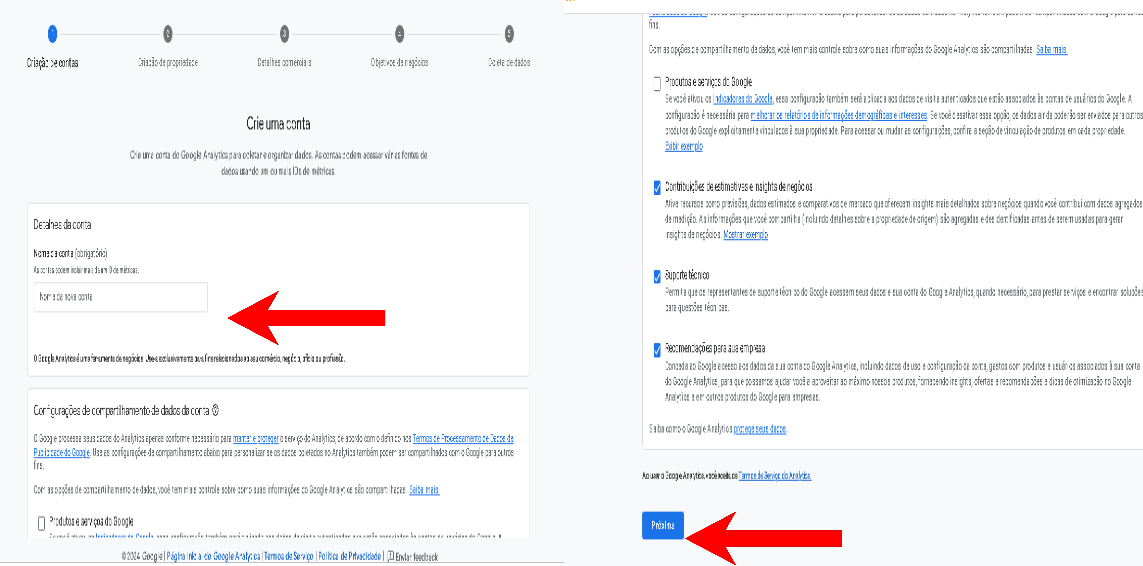 1 2 3 4 5
Criação de contas Criação de propriedade Detalhes comerciais Objetivos de negócios Coleta de dados
Crie uma conta
Crie uma conta do Google Analytics para coletar e organizar dados. As contas podem acessar várias fontes de
dados usando um ou mais IDs de métricas.
Detalhes da conta
Nome da conta (obrigatório)
As contas podem incluir mais de um ID de métricas.
Nome da nova conta
O Google Analytics é uma ferramenta de negócios. Use-a exclusivamente para fins relacionados ao seu comércio, negócio, ofício ou profissão.
Configurações de compartilhamento de dados da conta
O Google processa seus dados do Analytics apenas conforme necessário para manter e proteger o serviço do Analytics, de acordo com o definido nos Termos de Processamento de Dados de
Publicidade do Google. Use as configurações de compartilhamento abaixo para personalizar se os dados coletados no Analytics também podem ser compartilhados com o Google para outros
fins.
Com as opções de compartilhamento de dados, você tem mais controle sobre como suas informações do Google Analytics são compartilhadas. Saiba mais.
Produtos e serviços do Google
©2024 Google | Página inicial do Google Analytics | Termos de Serviço | Política de Privacidade | Enviar feedback
fins.
Com as opções de compartilhamento de dados, você tem mais controle sobre como suas informações do Google Analytics são compartilhadas. Saiba mais.
Produtos e serviços do Google
Se você ativou os Indicadores do Google, essa configuração também será aplicada aos dados de visita autenticados que estão associados às contas de usuários do Google. A
configuração é necessária para melhorar os relatórios de informações demográficas e interesses. Se você desativar essa opção, os dados ainda poderão ser enviados para outros
produtos do Google explicitamente vinculados à sua propriedade. Para acessar ou mudar as configurações, confira a seção de vinculação de produtos em cada propriedade.
Exibir exemplo
Contribuições de estimativas e insights de negócios
Ative recursos como previsões, dados estimados e comparativos de mercado que oferecem insights mais detalhados sobre negócios quando você contribui com dados agregados
de medição. As informações que você compartilha (incluindo detalhes sobre a propriedade de origem) são agregadas e desidentificadas antes de serem usadas para gerar
insights de negócios. Mostrar exemplo
Suporte técnico
Permita que os representantes de suporte técnico do Google acessem seus dados e sua conta do Google Analytics, quando necessário, para prestar serviços e encontrar soluções
para questões técnicas.
Recomendações para sua empresa
Conceda ao Google acesso aos dados da sua conta do Google Analytics, incluindo dados de uso e configuração da conta, gastos com produtos e usuários associados à sua conta
do Google Analytics, para que possamos ajudar você a aproveitar ao máximo nossos produtos, fornecendo insights, ofertas e recomendações e dicas de otimização no Google
Analytics e em outros produtos do Google para empresas.
Saiba como o Google Analytics protege seus dados.
Ao usar o Google Analytics, você aceita os Termos de Serviço do Analytics.
Próxima